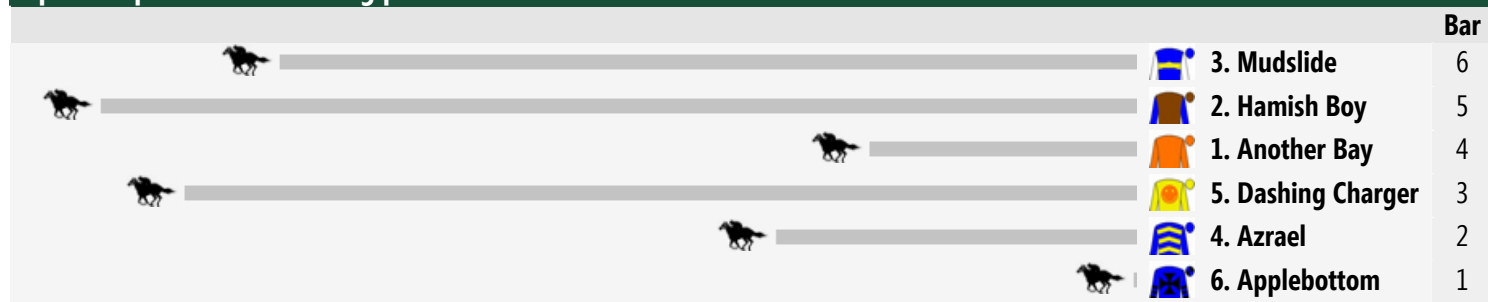 Bar
3. Mudslide 6
2. Hamish Boy 5
1. Another Bay 4
5. Dashing Charger 3
4. Azrael 2
6. Applebottom 1